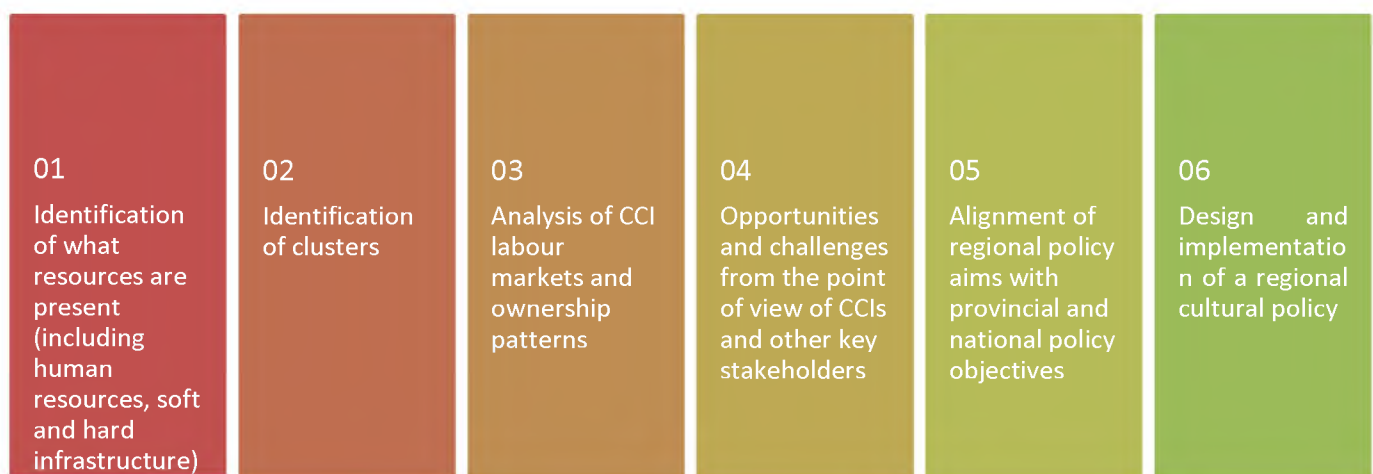 01
Identification
of what
resources are
present
(including
human
resources, soft
and hard
infrastructure)
02
Identification
of clusters
03
Analysis of CCI
labour
markets and
ownership
patterns
04
Opportunities
and challenges
from the point
of view of CCIs
and other key
stakeholders
05
Alignment of
regional policy
aims with
provincial and
national policy
objectives
06
Design and
implementatio
n of a regional
cultural policy